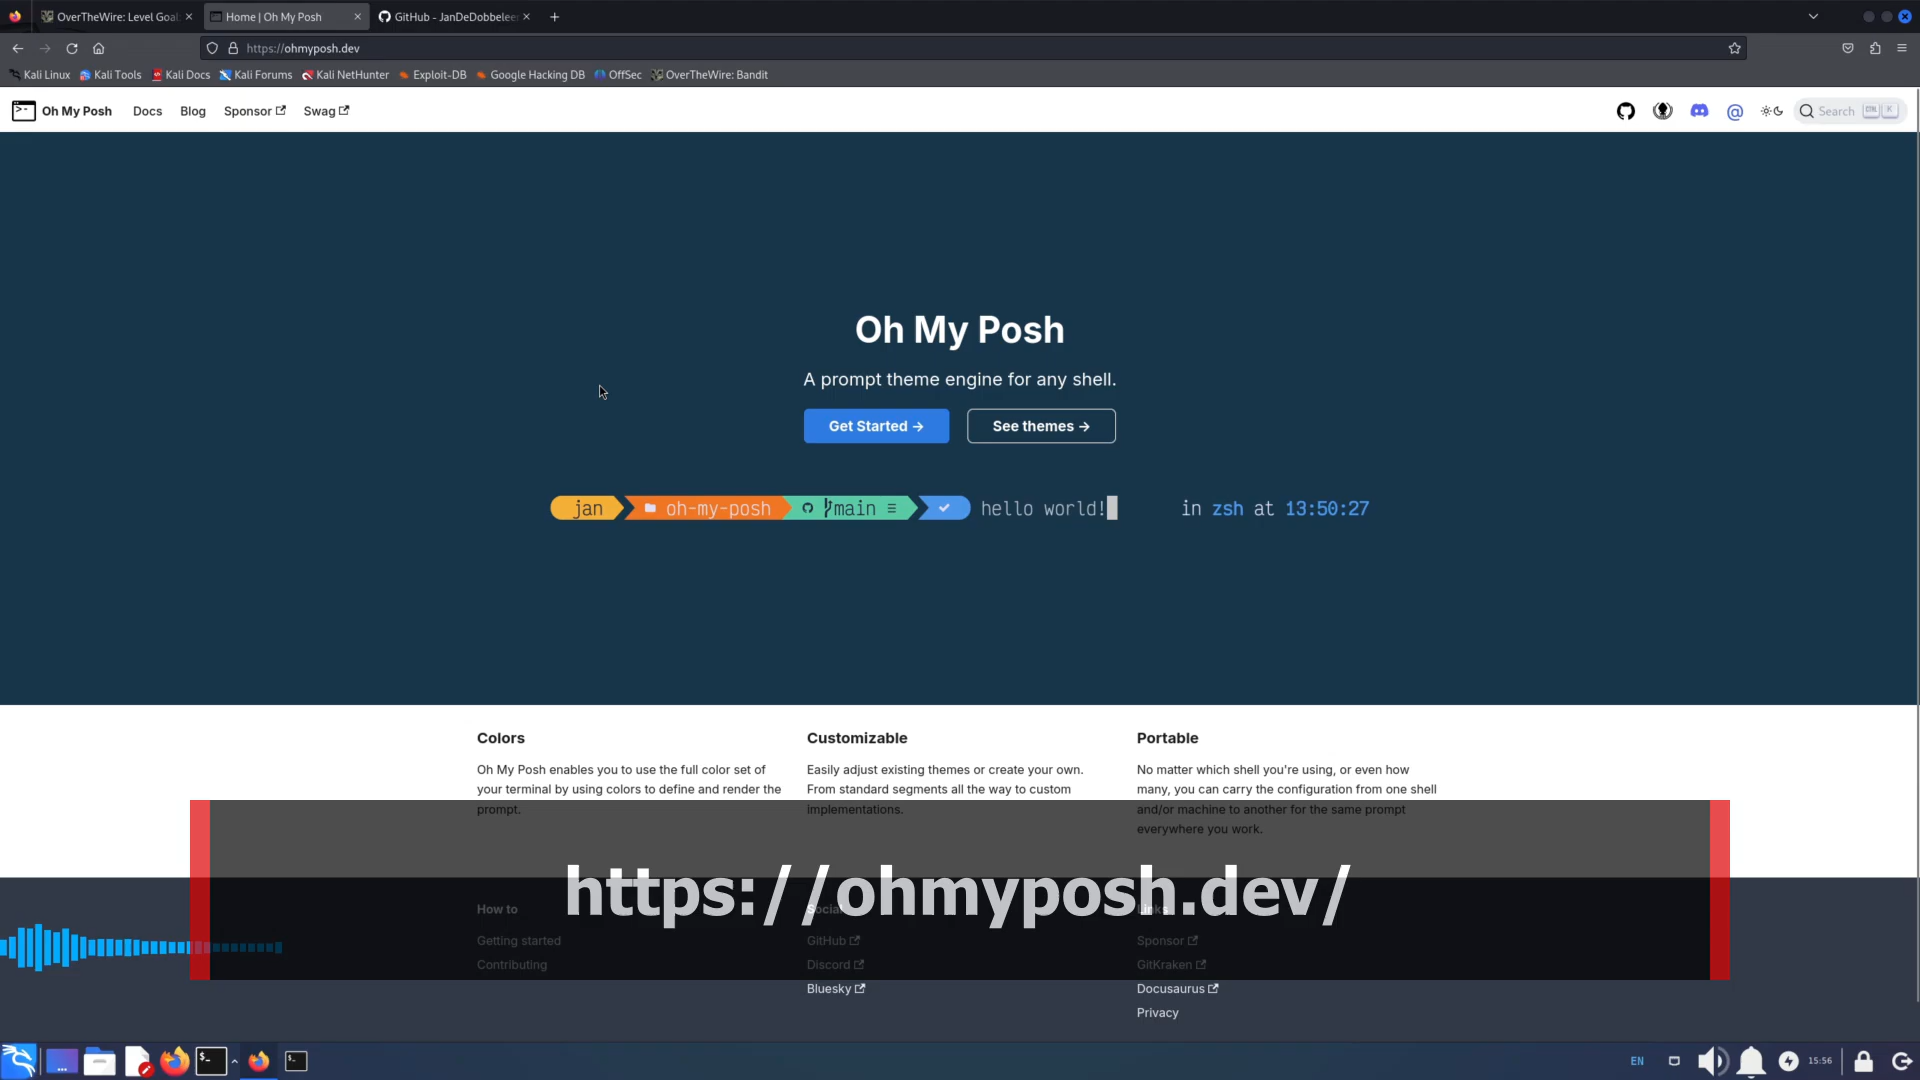 OverTheWire: Level Goal
Home | Oh My Posh
GitHub - JanDeDobbelee
https://ohmyposh.dev
Kali Linux
Kali Tools
Kali Docs
Kali Forums
Kali NetHunter
Exploit-DB
Google Hacking DB
OffSec
OverTheWire: Bandit
Oh My Posh
Docs
Blog
Sponsor
Swag
Search
CTRL
K
Oh My Posh
A prompt theme engine for any shell.
Get Started →
See themes →
jan oh-my-posh main ≡ hello world! in zsh at 13:50:27
Colors
Oh My Posh enables you to use the full color set of
your terminal by using colors to define and render the
prompt.
Customizable
Easily adjust existing themes or create your own.
From standard segments all the way to custom
implementations.
Portable
No matter which shell you're using, or even how
many, you can carry the configuration from one shell
and/or machine to another for the same prompt
everywhere you work.
https://ohmyposh.dev/
How to
Getting started
Contributing
Social
GitHub
Discord
Bluesky
Links
Sponsor
GitKraken
Docusaurus
Privacy
EN
15:56